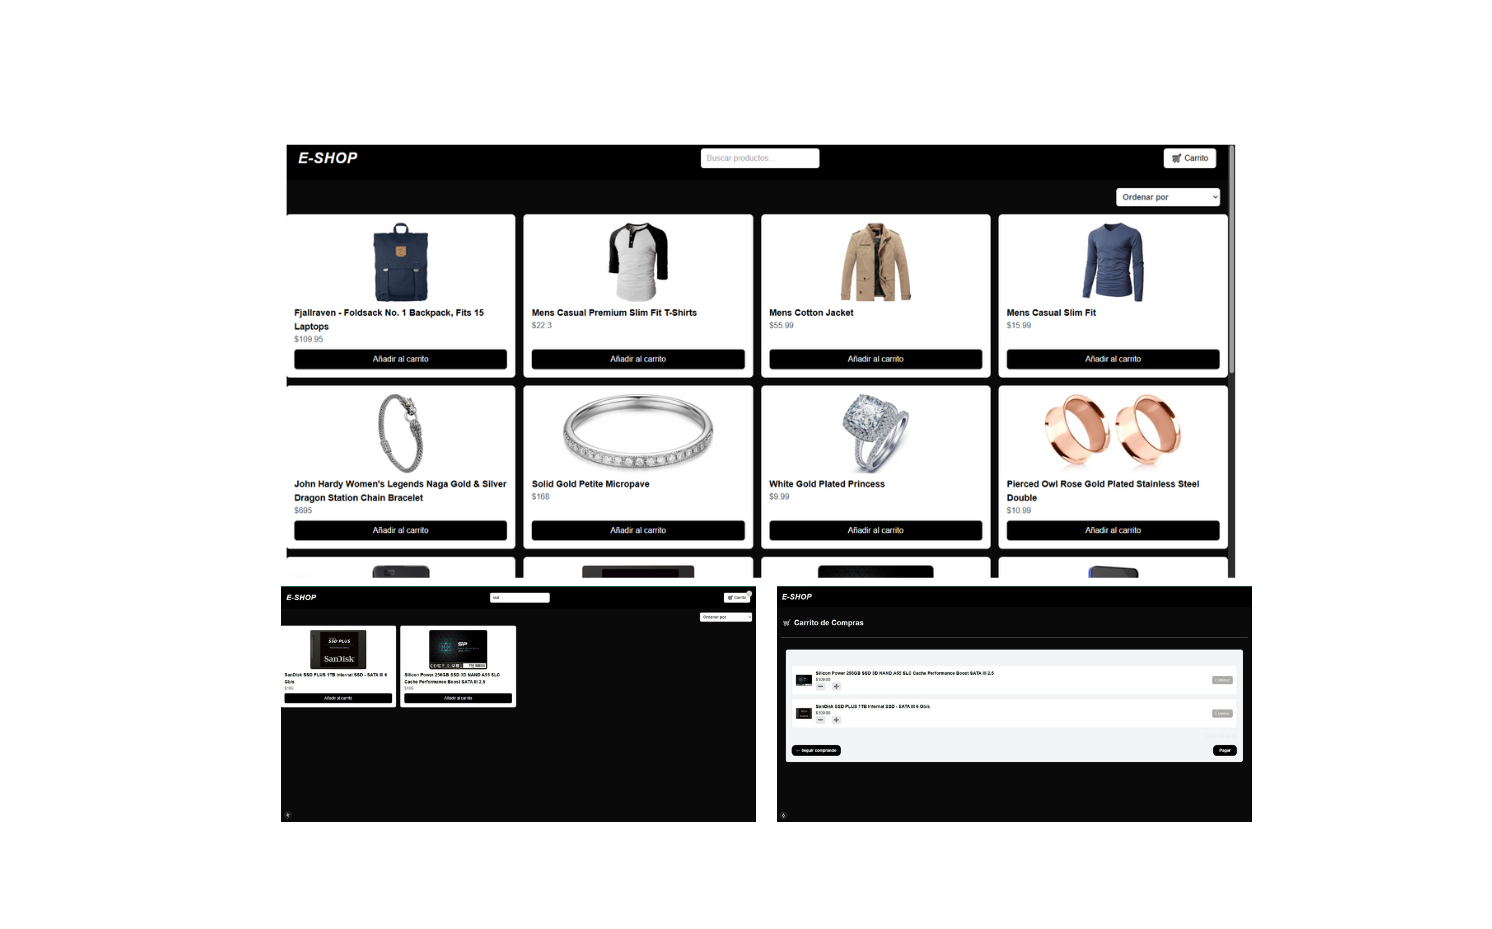 E-SHOP
Buscar productos...
Carrito
Ordenar por
Fjallraven - Foldsack No. 1 Backpack, Fits 15
Laptops
$109.95
Añadir al carrito
Mens Casual Premium Slim Fit T-Shirts
$22.3
Añadir al carrito
Mens Cotton Jacket
$55.99
Añadir al carrito
Mens Casual Slim Fit
$15.99
Añadir al carrito
John Hardy Women's Legends Naga Gold & Silver
Dragon Station Chain Bracelet
$695
Añadir al carrito
Solid Gold Petite Micropave
$168
Añadir al carrito
White Gold Plated Princess
$9.99
Añadir al carrito
Pierced Owl Rose Gold Plated Stainless Steel
Double
$10.99
Añadir al carrito
E-SHOP
ssd
Carrito
Ordenar por
SSD PLUS
SanDisk
SanDisk SSD PLUS 1TB Internal SSD - SATA III 6
Gb/s
$109
Añadir al carrito
SP
Silicon Power 256GB SSD 3D NAND A55 SLC
Cache Performance Boost SATA III 2.5
$109
Añadir al carrito
E-SHOP
Carrito de Compras
Silicon Power 256GB SSD 3D NAND A55 SLC Cache Performance Boost SATA III 2.5
$109.00
SanDisk SSD PLUS 1TB Internal SSD - SATA III 6 Gb/s
$109.00
← Seguir comprando
Pagar